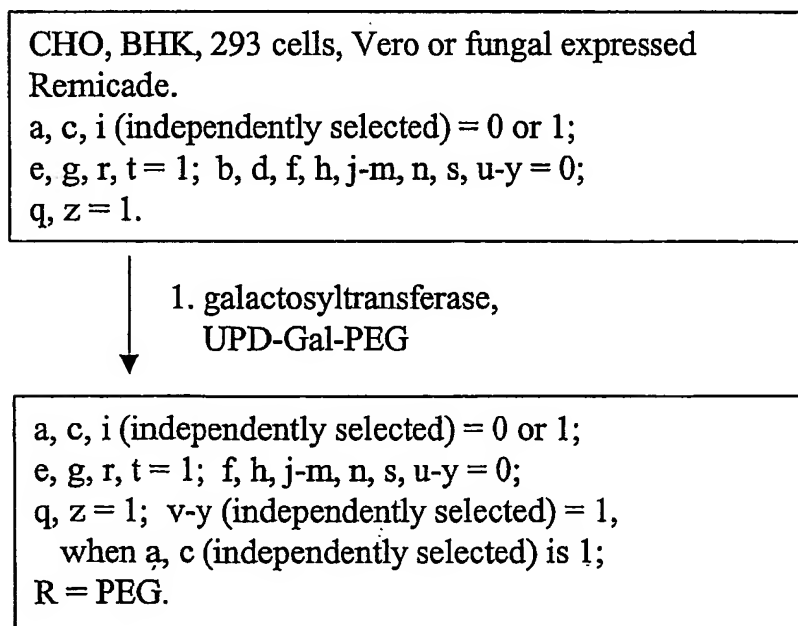 CHO, BHK, 293 cells, Vero or fungal expressed
Remicade.
a, c, i (independently selected) = 0 or 1;
e, g, r, t = 1; b, d, f, h, j-m, n, s, u-y = 0;
q, z = 1.
1. galactosyltransferase,
UPD-Gal-PEG
a, c, i (independently selected) = 0 or 1;
e, g, r, t = 1; f, h, j-m, n, s, u-y = 0;
q, z = 1; v-y (independently selected) = 1,
when a, c (independently selected) is 1;
R = PEG.